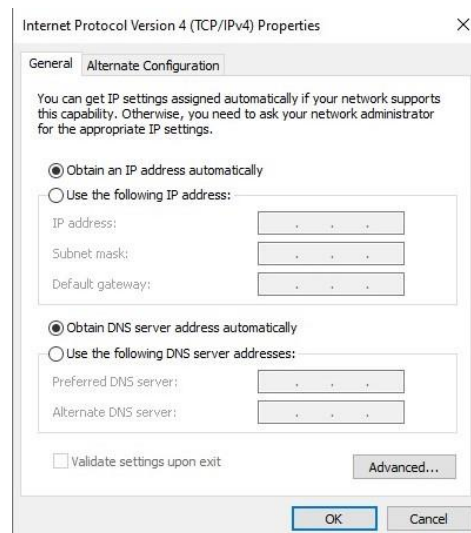 Internet Protocol Version 4 (TCP/IPv4) Properties
General
Alternate Configuration
You can get IP settings assigned automatically if your network supports
this capability. Otherwise, you need to ask your network administrator
for the appropriate IP settings.
Obtain an IP address automatically
Use the following IP address:
IP address:
Subnet mask:
Default gateway:
Obtain DNS server address automatically
Use the following DNS server addresses:
Preferred DNS server:
Alternate DNS server:
Validate settings upon exit
Advanced...
OK
Cancel